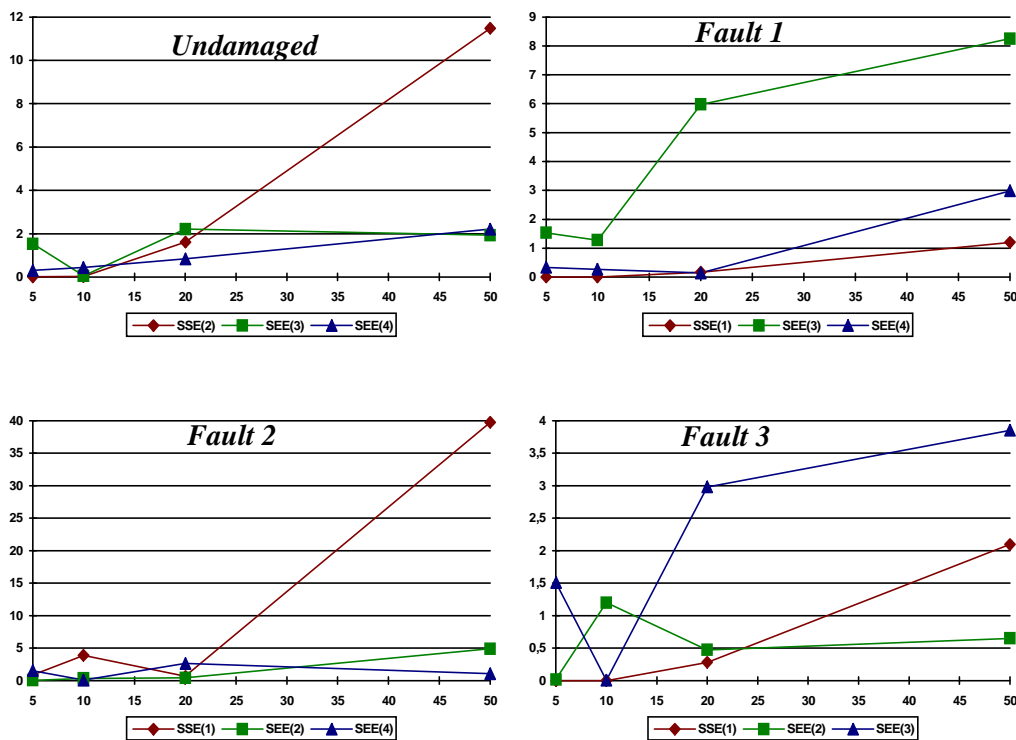 Undamaged
12
10
8
6
4
2
0
5 10 15 20 25 30 35 40 45 50
SSE(2) SEE(3) SEE(4)
Fault 1
9
8
7
6
5
4
3
2
1
0
5 10 15 20 25 30 35 40 45 50
SSE(1) SEE(3) SEE(4)
Fault 2
40
35
30
25
20
15
10
5
0
5 10 15 20 25 30 35 40 45 50
SSE(1) SEE(2) SEE(4)
Fault 3
4
3,5
3
2,5
2
1,5
1
0,5
0
5 10 15 20 25 30 35 40 45 50
SSE(1) SEE(2) SEE(3)